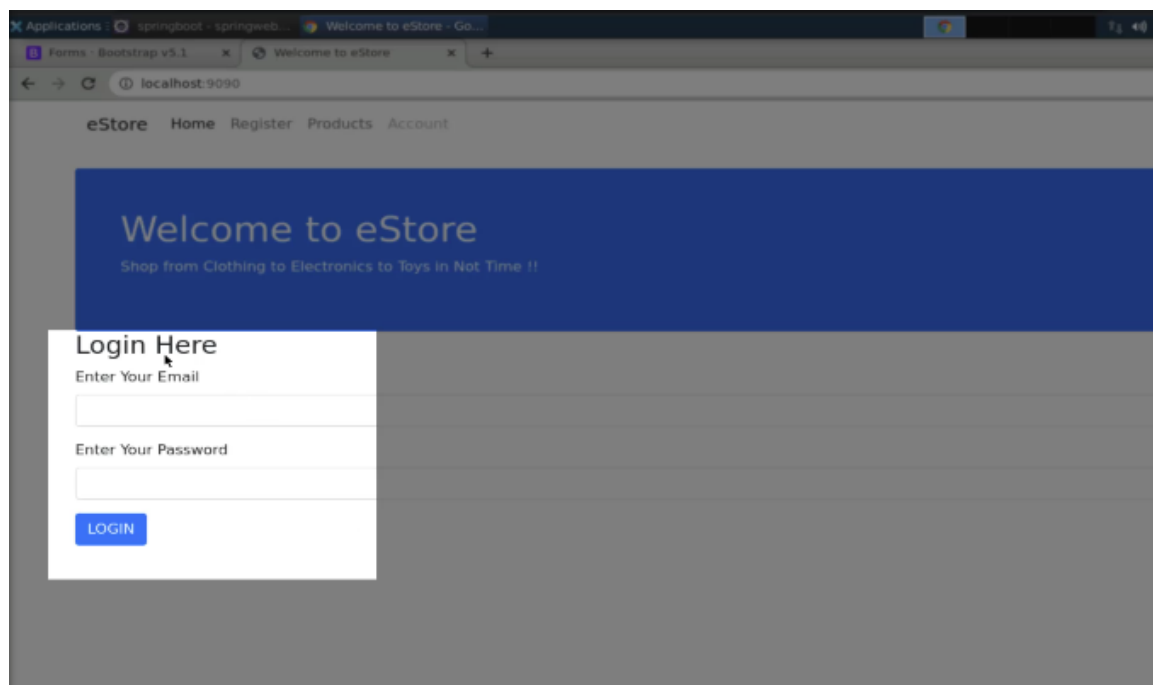 Applications : springboot - springweb... Welcome to eStore - Go...
Forms · Bootstrap v5.1 Welcome to eStore
localhost:9090
eStore Home Register Products Account
Welcome to eStore
Shop from Clothing to Electronics to Toys in Not Time !!
Login Here
Enter Your Email
Enter Your Password
LOGIN